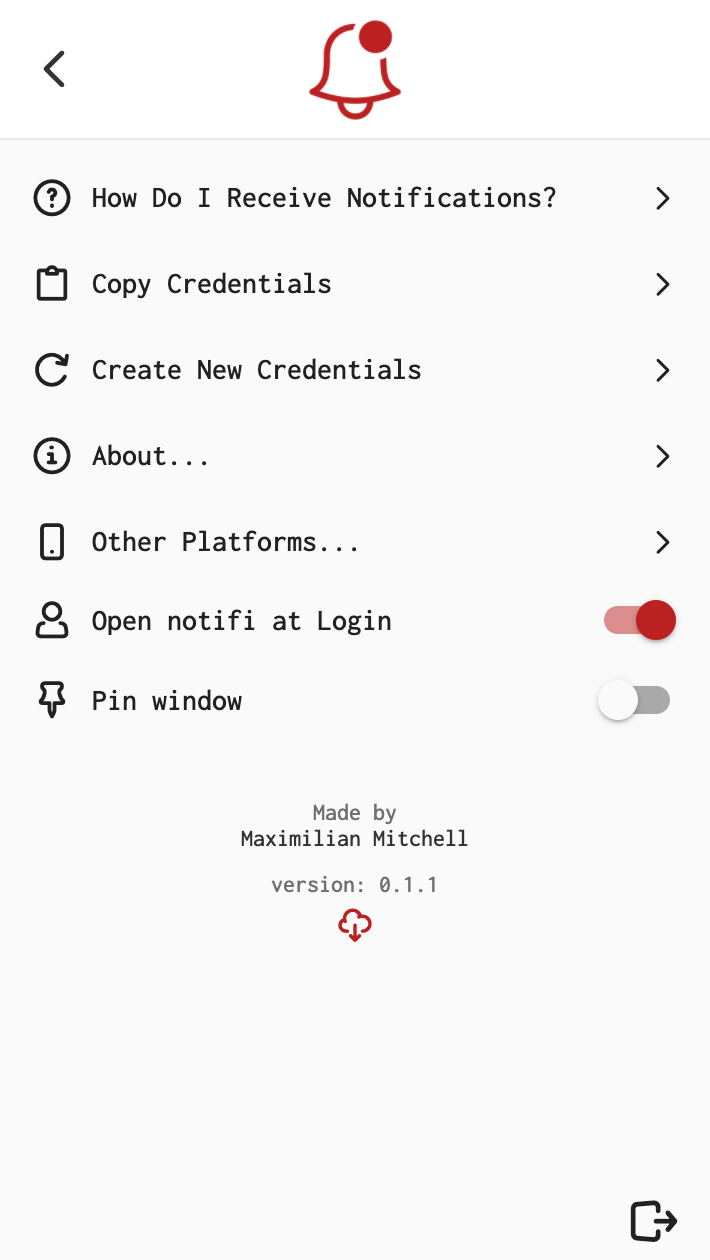 How Do I Receive Notifications?
Copy Credentials
Create New Credentials
About...
Other Platforms...
Open notifi at Login
Pin window
Made by
Maximilian Mitchell
version: 0.1.1